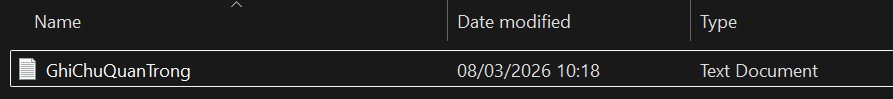 Name Date modified Type
GhiChuQuanTrong 08/03/2026 10:18 Text Document